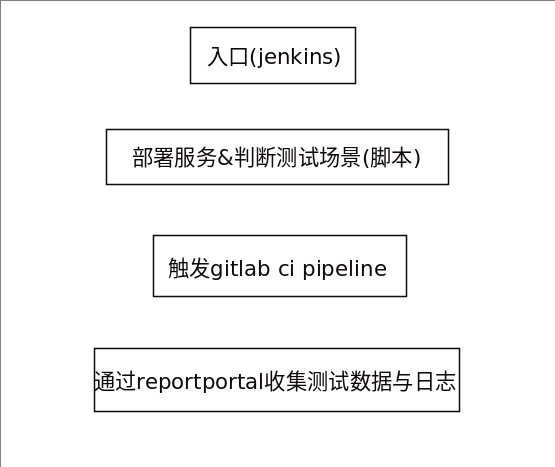 入口(jenkins)
部署服务&判断测试场景(脚本)
触发gitlab ci pipeline
通过reportportal收集测试数据与日志